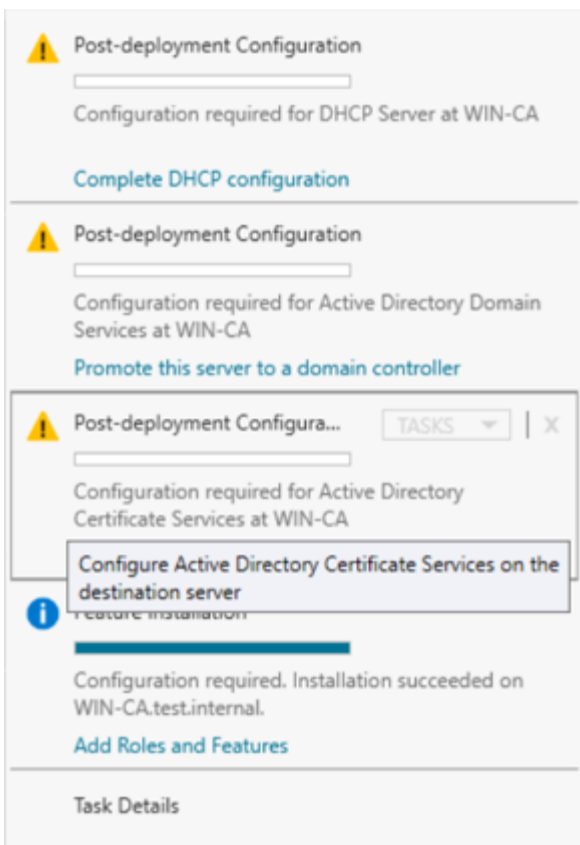 Post-deployment Configuration
Configuration required for DHCP Server at WIN-CA
Complete DHCP configuration
Post-deployment Configuration
Configuration required for Active Directory Domain
Services at WIN-CA
Promote this server to a domain controller
Post-deployment Configura...
TASKS
X
Configuration required for Active Directory
Certificate Services at WIN-CA
Configure Active Directory Certificate Services on the
destination server
Feature Installation
Configuration required. Installation succeeded on
WIN-CA.test.internal.
Add Roles and Features
Task Details